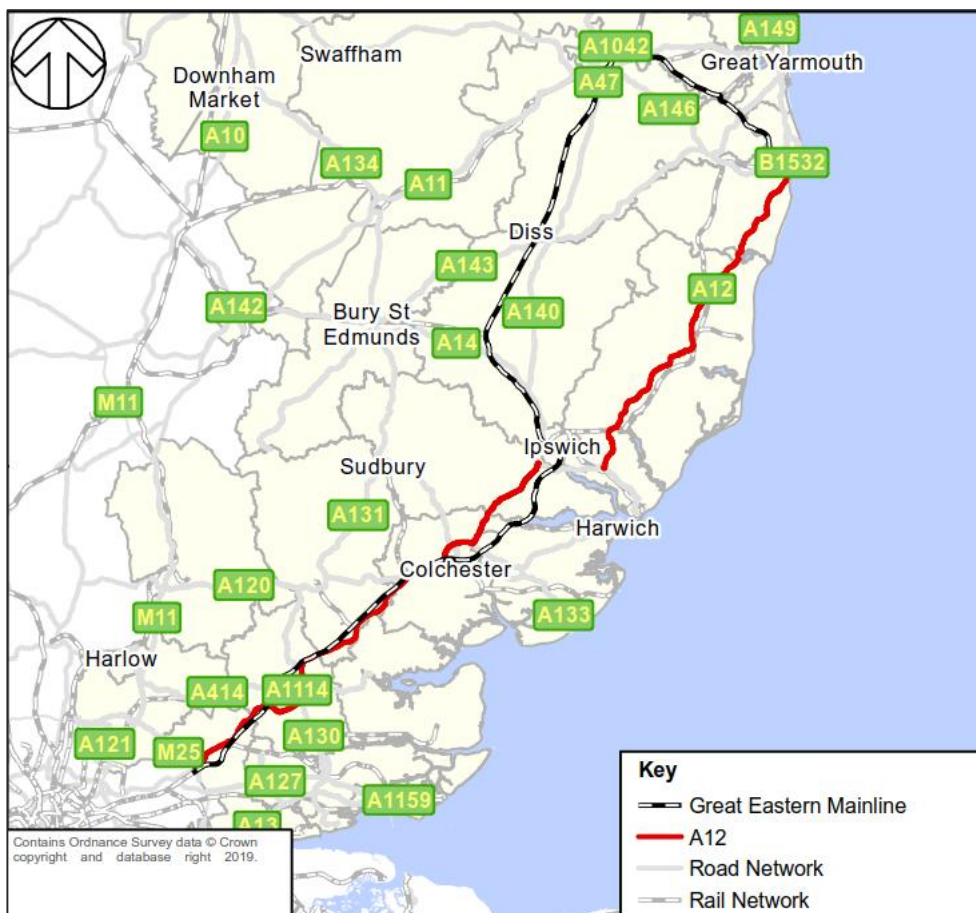 A149
A1042
Swaffham
Great Yarmouth
Downham
Market
A47
A146
A10
A134
B1532
A11
Diss
A143
A12
A142
Bury St
Edmunds
A140
A14
M11
Ipswich
Sudbury
A131
Harwich
Colchester
A120
M11
A133
Harlow
A414
A1114
A121
M25
A130
A127
A1159
A13
Key
Great Eastern Mainline
A12
Road Network
Rail Network
Contains Ordnance Survey data © Crown
copyright and database right 2019.